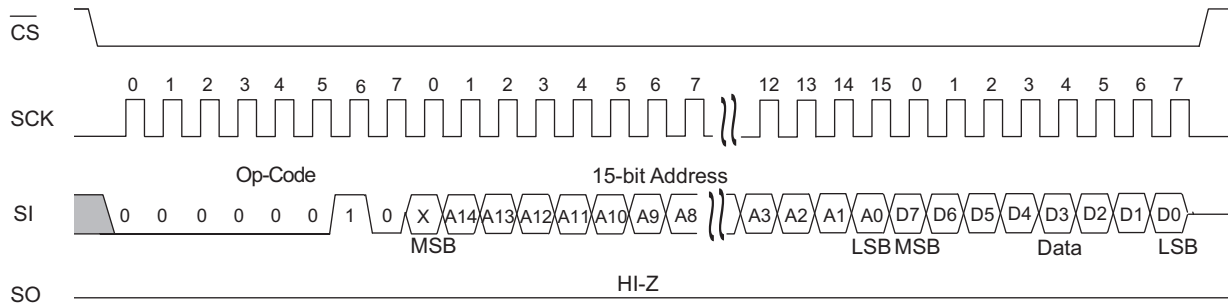 CS
0 1 2 3 4 5 6 7 0 1 2 3 4 5 6 7 12 13 14 15 0 1 2 3 4 5 6 7
SCK
Op-Code 15-bit Address
SI 0 0 0 0 0 0 1 0 X A14 A13 A12 A11 A10 A9 A8 A3 A2 A1 A0 D7 D6 D5 D4 D3 D2 D1 D0
MSB LSB MSB Data LSB
HI-Z
SO